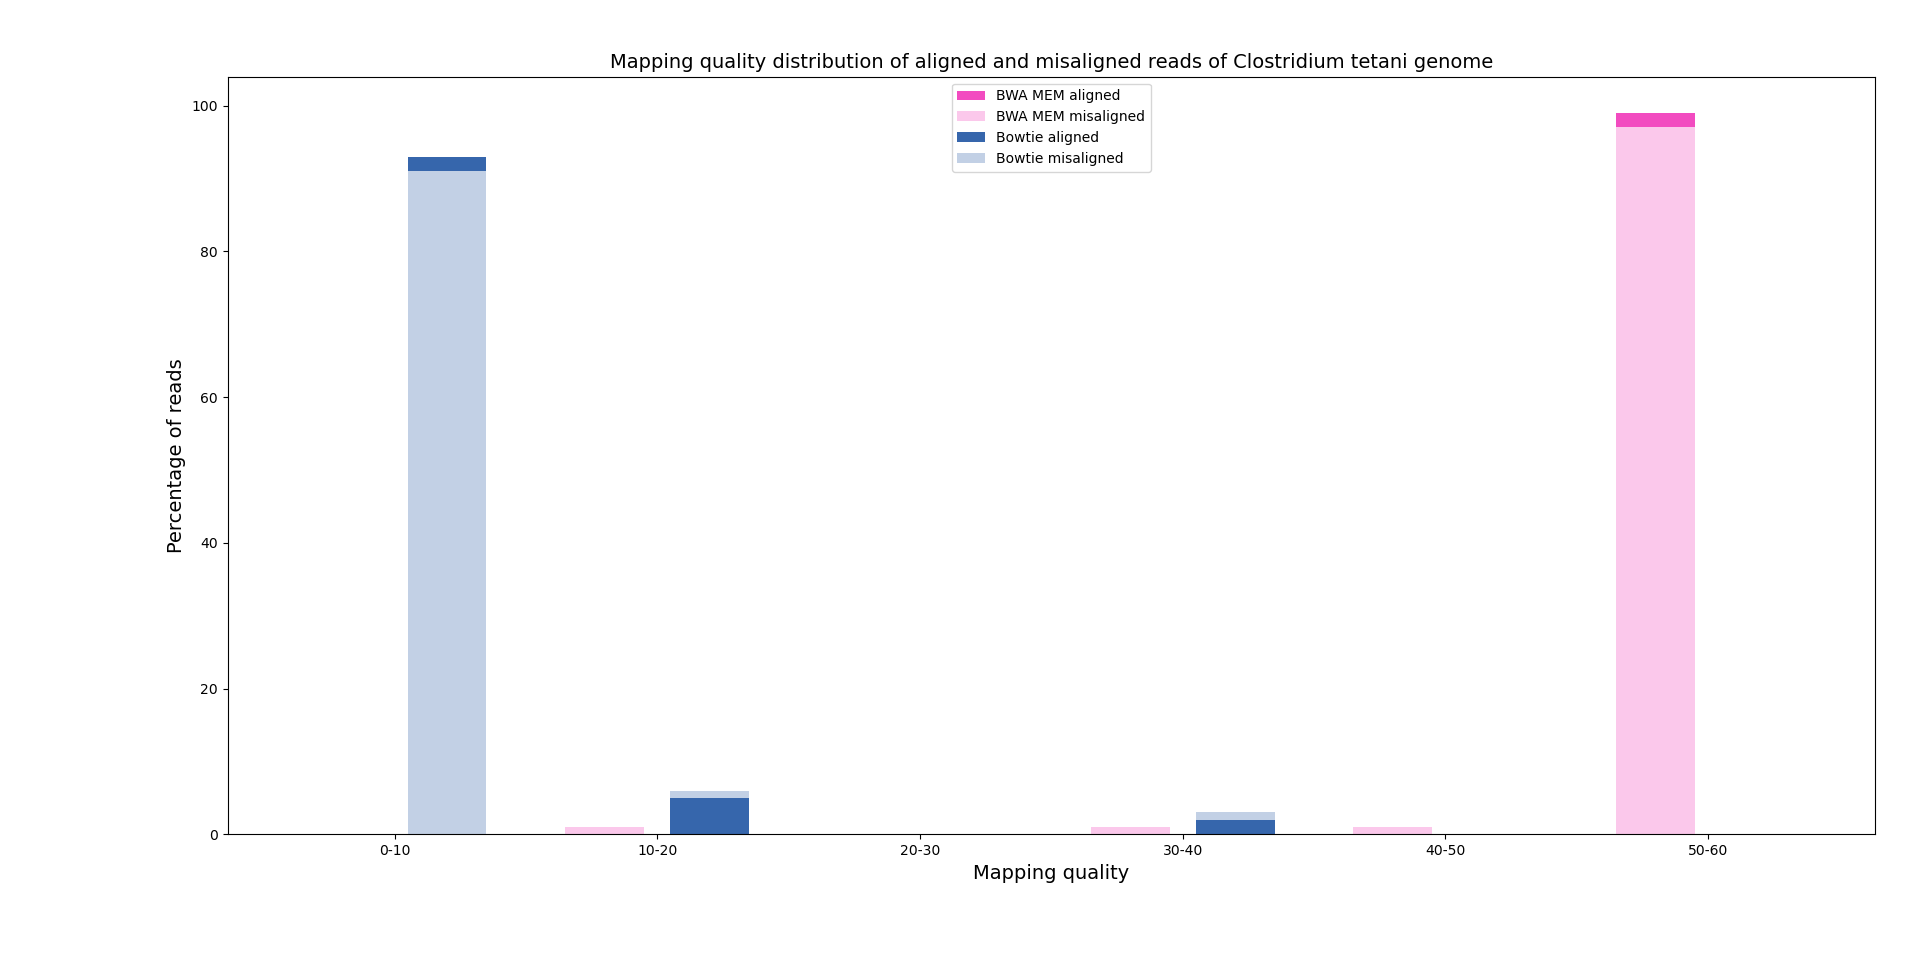 Mapping quality distribution of aligned and misaligned reads of Clostridium tetani genome
BWA MEM aligned
BWA MEM misaligned
Bowtie aligned
Bowtie misaligned
Percentage of reads
100
80
60
40
20
0
0-10 10-20 20-30 30-40 40-50 50-60
Mapping quality